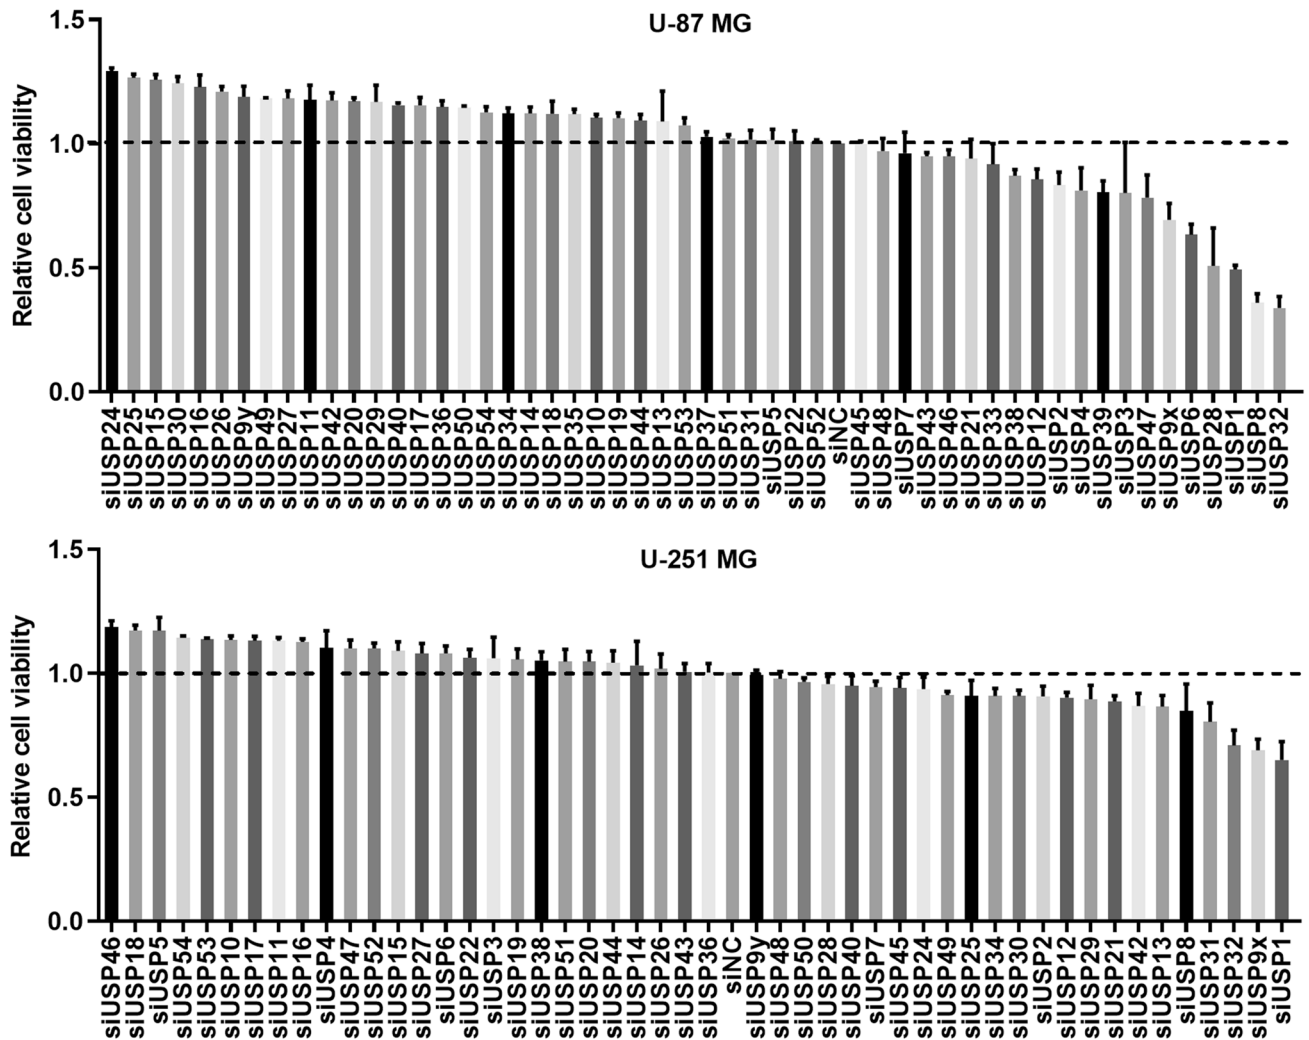 U-87 MG
Relative cell viability
1.5
1.0
0.5
0.0
siUSP24
siUSP25
siUSP15
siUSP30
siUSP16
siUSP26
siUSP9y
siUSP49
siUSP27
siUSP11
siUSP42
siUSP20
siUSP29
siUSP40
siUSP17
siUSP36
siUSP50
siUSP54
siUSP34
siUSP14
siUSP18
siUSP35
siUSP10
siUSP19
siUSP44
siUSP13
siUSP53
siUSP37
siUSP51
siUSP31
siUSP5
siUSP22
siUSP52
siNC
siUSP45
siUSP48
siUSP7
siUSP43
siUSP46
siUSP21
siUSP33
siUSP38
siUSP12
siUSP2
siUSP4
siUSP39
siUSP3
siUSP47
siUSP9x
siUSP6
siUSP28
siUSP1
siUSP8
siUSP32
U-251 MG
Relative cell viability
1.5
1.0
0.5
0.0
siUSP46
siUSP18
siUSP5
siUSP54
siUSP53
siUSP10
siUSP17
siUSP11
siUSP16
siUSP4
siUSP47
siUSP52
siUSP15
siUSP27
siUSP6
siUSP22
siUSP3
siUSP19
siUSP38
siUSP51
siUSP20
siUSP44
siUSP14
siUSP26
siUSP43
siUSP36
siNC
siUSP9y
siUSP48
siUSP50
siUSP28
siUSP40
siUSP7
siUSP45
siUSP24
siUSP49
siUSP25
siUSP34
siUSP30
siUSP2
siUSP12
siUSP29
siUSP21
siUSP42
siUSP13
siUSP8
siUSP31
siUSP32
siUSP9x
siUSP1